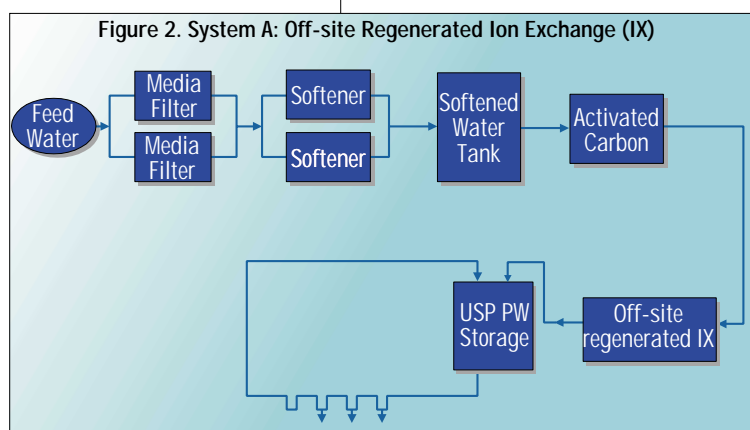 Figure 2. System A: Off-site Regenerated Ion Exchange (IX)
Feed
Water
Media
Filter
Media
Filter
Softener
Softener
Softened
Water
Tank
Activated
Carbon
USP PW
Storage
Off-site
regenerated IX